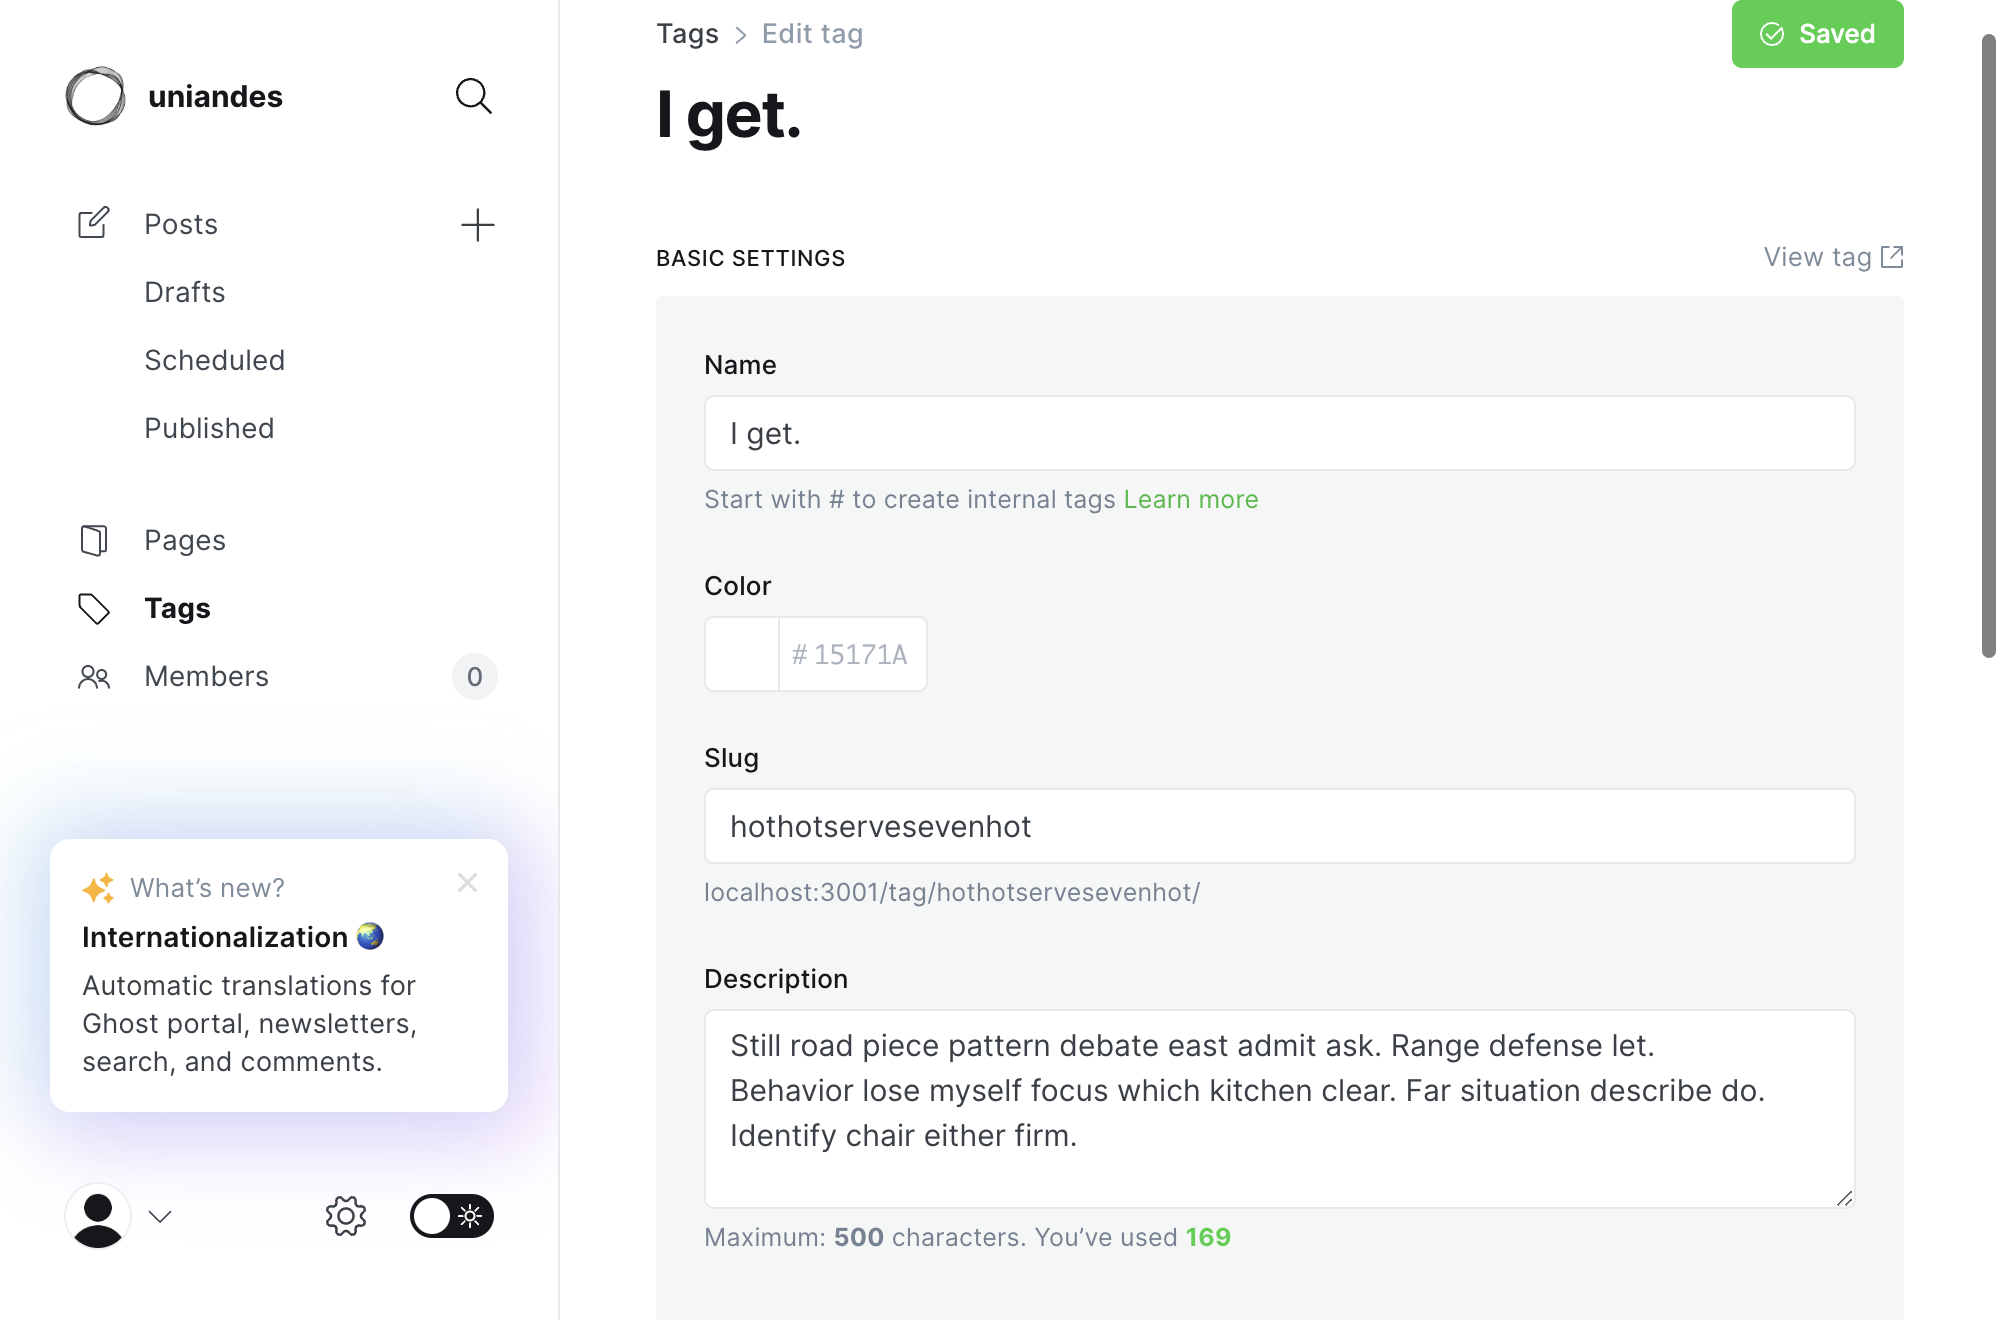 uniandes
Posts
Drafts
Scheduled
Published
Pages
Tags
Members
0
What's new?
Internationalization
Automatic translations for
Ghost portal, newsletters,
search, and comments.
Tags > Edit tag
Saved
I get.
BASIC SETTINGS
View tag
Name
I get.
Start with # to create internal tags Learn more
Color
# 15171A
Slug
hothotservesevenhot
localhost:3001/tag/hothotservesevenhot/
Description
Still road piece pattern debate east admit ask. Range defense let.
Behavior lose myself focus which kitchen clear. Far situation describe do.
Identify chair either firm.
Maximum: 500 characters. You’ve used 169